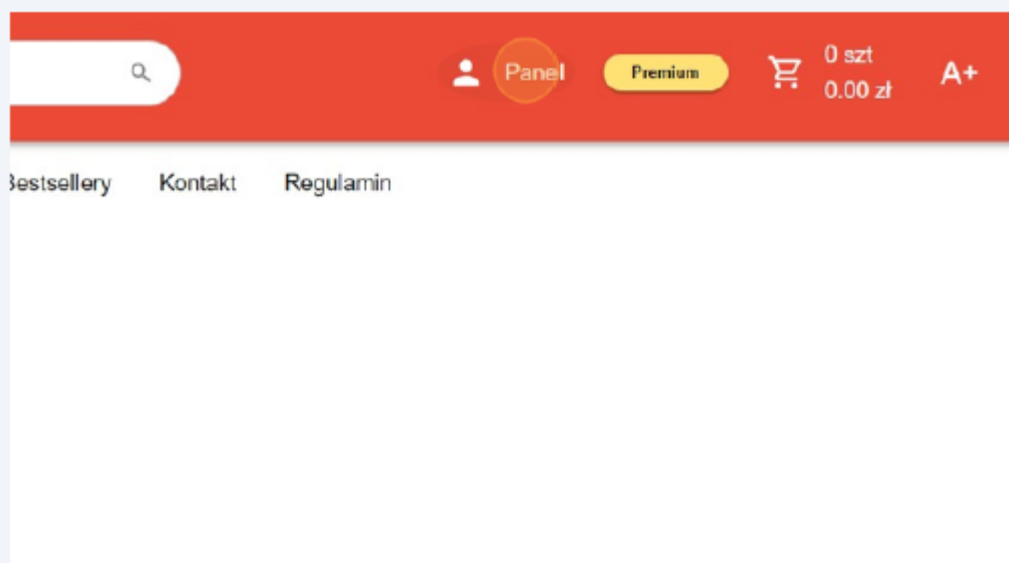 Panel
Premium
0 szt
0.00 zł
A+
Bestsellery Kontakt Regulamin